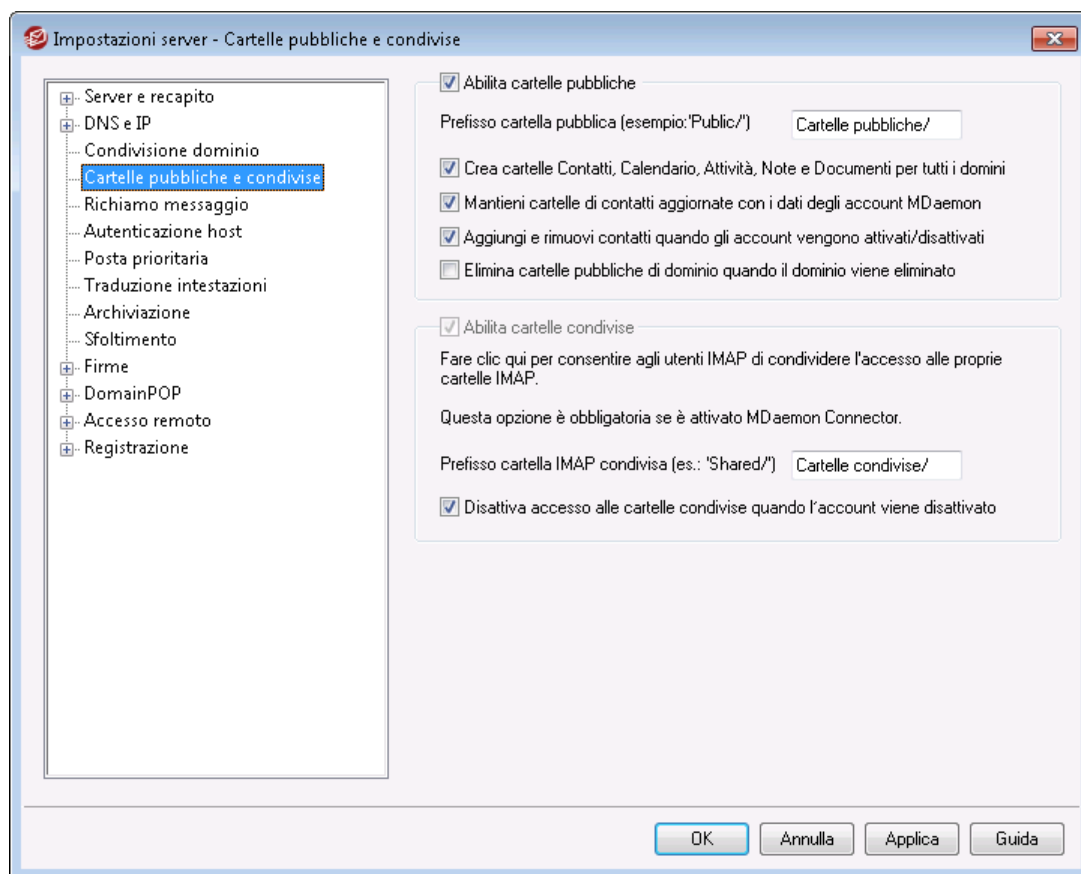 Impostazioni server - Cartelle pubbliche e condivise
Server e recapito
DNS e IP
Condivisione dominio
Cartelle pubbliche e condivise
Richiamo messaggio
Autenticazione host
Posta prioritaria
Traduzione intestazioni
Archiviazione
Sfoltimento
Firme
DomainPOP
Accesso remoto
Registrazione
Abilita cartelle pubbliche
Prefisso cartella pubblica (esempio:'Public/') Cartelle pubbliche/
Crea cartelle Contatti, Calendario, Attività, Note e Documenti per tutti i domini
Mantieni cartelle di contatti aggiornate con i dati degli account MDaemon
Aggiungi e rimuovi contatti quando gli account vengono attivati/disattivati
Elimina cartelle pubbliche di dominio quando il dominio viene eliminato
Abilita cartelle condivise
Fare clic qui per consentire agli utenti IMAP di condividere l'accesso alle proprie
cartelle IMAP.
Questa opzione è obbligatoria se è attivato MDaemon Connector.
Prefisso cartella IMAP condivisa (es.: 'Shared/') Cartelle condivise/
Disattiva accesso alle cartelle condivise quando l'account viene disattivato
OK Annulla Applica Guida